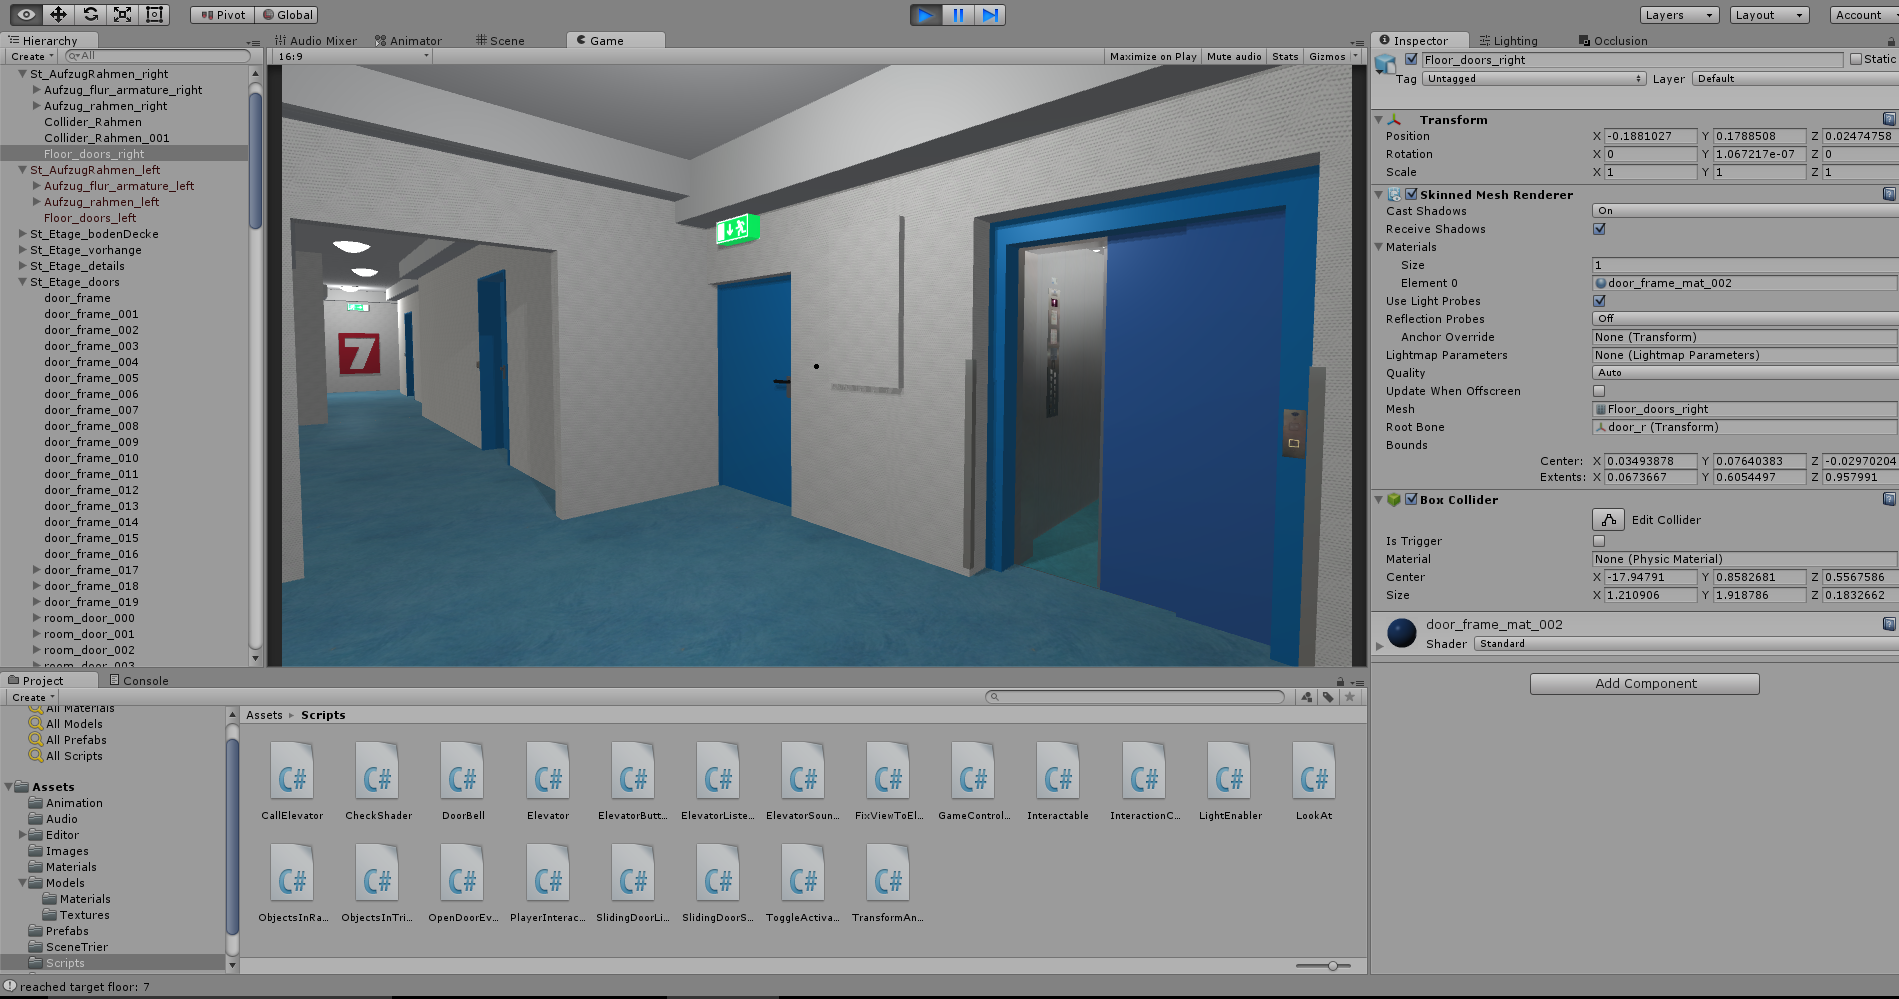 Pivot Global
Layers Layout Account
Hierarchy
Create All
St_AufzugRahmen_right
Aufzug_flur_armature_right
Aufzug_rahmen_right
Collider_Rahmen
Collider_Rahmen_001
Floor_doors_right
St_AufzugRahmen_left
Aufzug_flur_armature_left
Aufzug_rahmen_left
Floor_doors_left
St_Etage_bodenDecke
St_Etage_vorhange
St_Etage_details
St_Etage_doors
door_frame
door_frame_001
door_frame_002
door_frame_003
door_frame_004
door_frame_005
door_frame_006
door_frame_007
door_frame_008
door_frame_009
door_frame_010
door_frame_011
door_frame_012
door_frame_013
door_frame_014
door_frame_015
door_frame_016
door_frame_017
door_frame_018
door_frame_019
room_door_000
room_door_001
room_door_002
room_door_003
Audio Mixer Animator Scene Game
16:9 Maximize on Play Mute audio Stats Gizmos
7
Inspector Lighting Occlusion
Floor_doors_right Static
Tag Untagged Layer Default
Transform
Position X -0.1881027 Y 0.1788508 Z 0.02474758
Rotation X 0 Y 1.067217e-07 Z 0
Scale X 1 Y 1 Z 1
Skinned Mesh Renderer
Cast Shadows On
Receive Shadows
Materials
Size 1
Element 0 door_frame_mat_002
Use Light Probes
Reflection Probes Off
Anchor Override None (Transform)
Lightmap Parameters None (Lightmap Parameters)
Quality Auto
Update When Offscreen
Mesh Floor_doors_right
Root Bone door_r (Transform)
Bounds
Center: X 0.03493878 Y 0.07640383 Z -0.02970204
Extents: X 0.0673667 Y 0.6054497 Z 0.957991
Box Collider
Edit Collider
Is Trigger
Material None (Physic Material)
Center X -17.94791 Y 0.8582681 Z 0.5567586
Size X 1.210906 Y 1.918786 Z 0.1832662
door_frame_mat_002
Shader Standard
Add Component
Project Console
Create
All Materials
All Models
All Prefabs
All Scripts
Assets
Animation
Audio
Editor
Images
Materials
Models
Materials
Textures
Prefabs
SceneTrier
Scripts
Assets Scripts
C# C# C# C# C# C# C# C# C# C# C# C# C#
CallElevator CheckShader DoorBell Elevator ElevatorButt... ElevatorListe... ElevatorSoun... FixViewToEl... GameControl... Interactable InteractionC... LightEnabler LookAt
C# C# C# C# C# C# C# C#
ObjectsInRa... ObjectsInTri... OpenDoorEv... PlayerInterac... SlidingDoorLi... SlidingDoorS... ToggleActiva... TransformAn...
reached target floor: 7